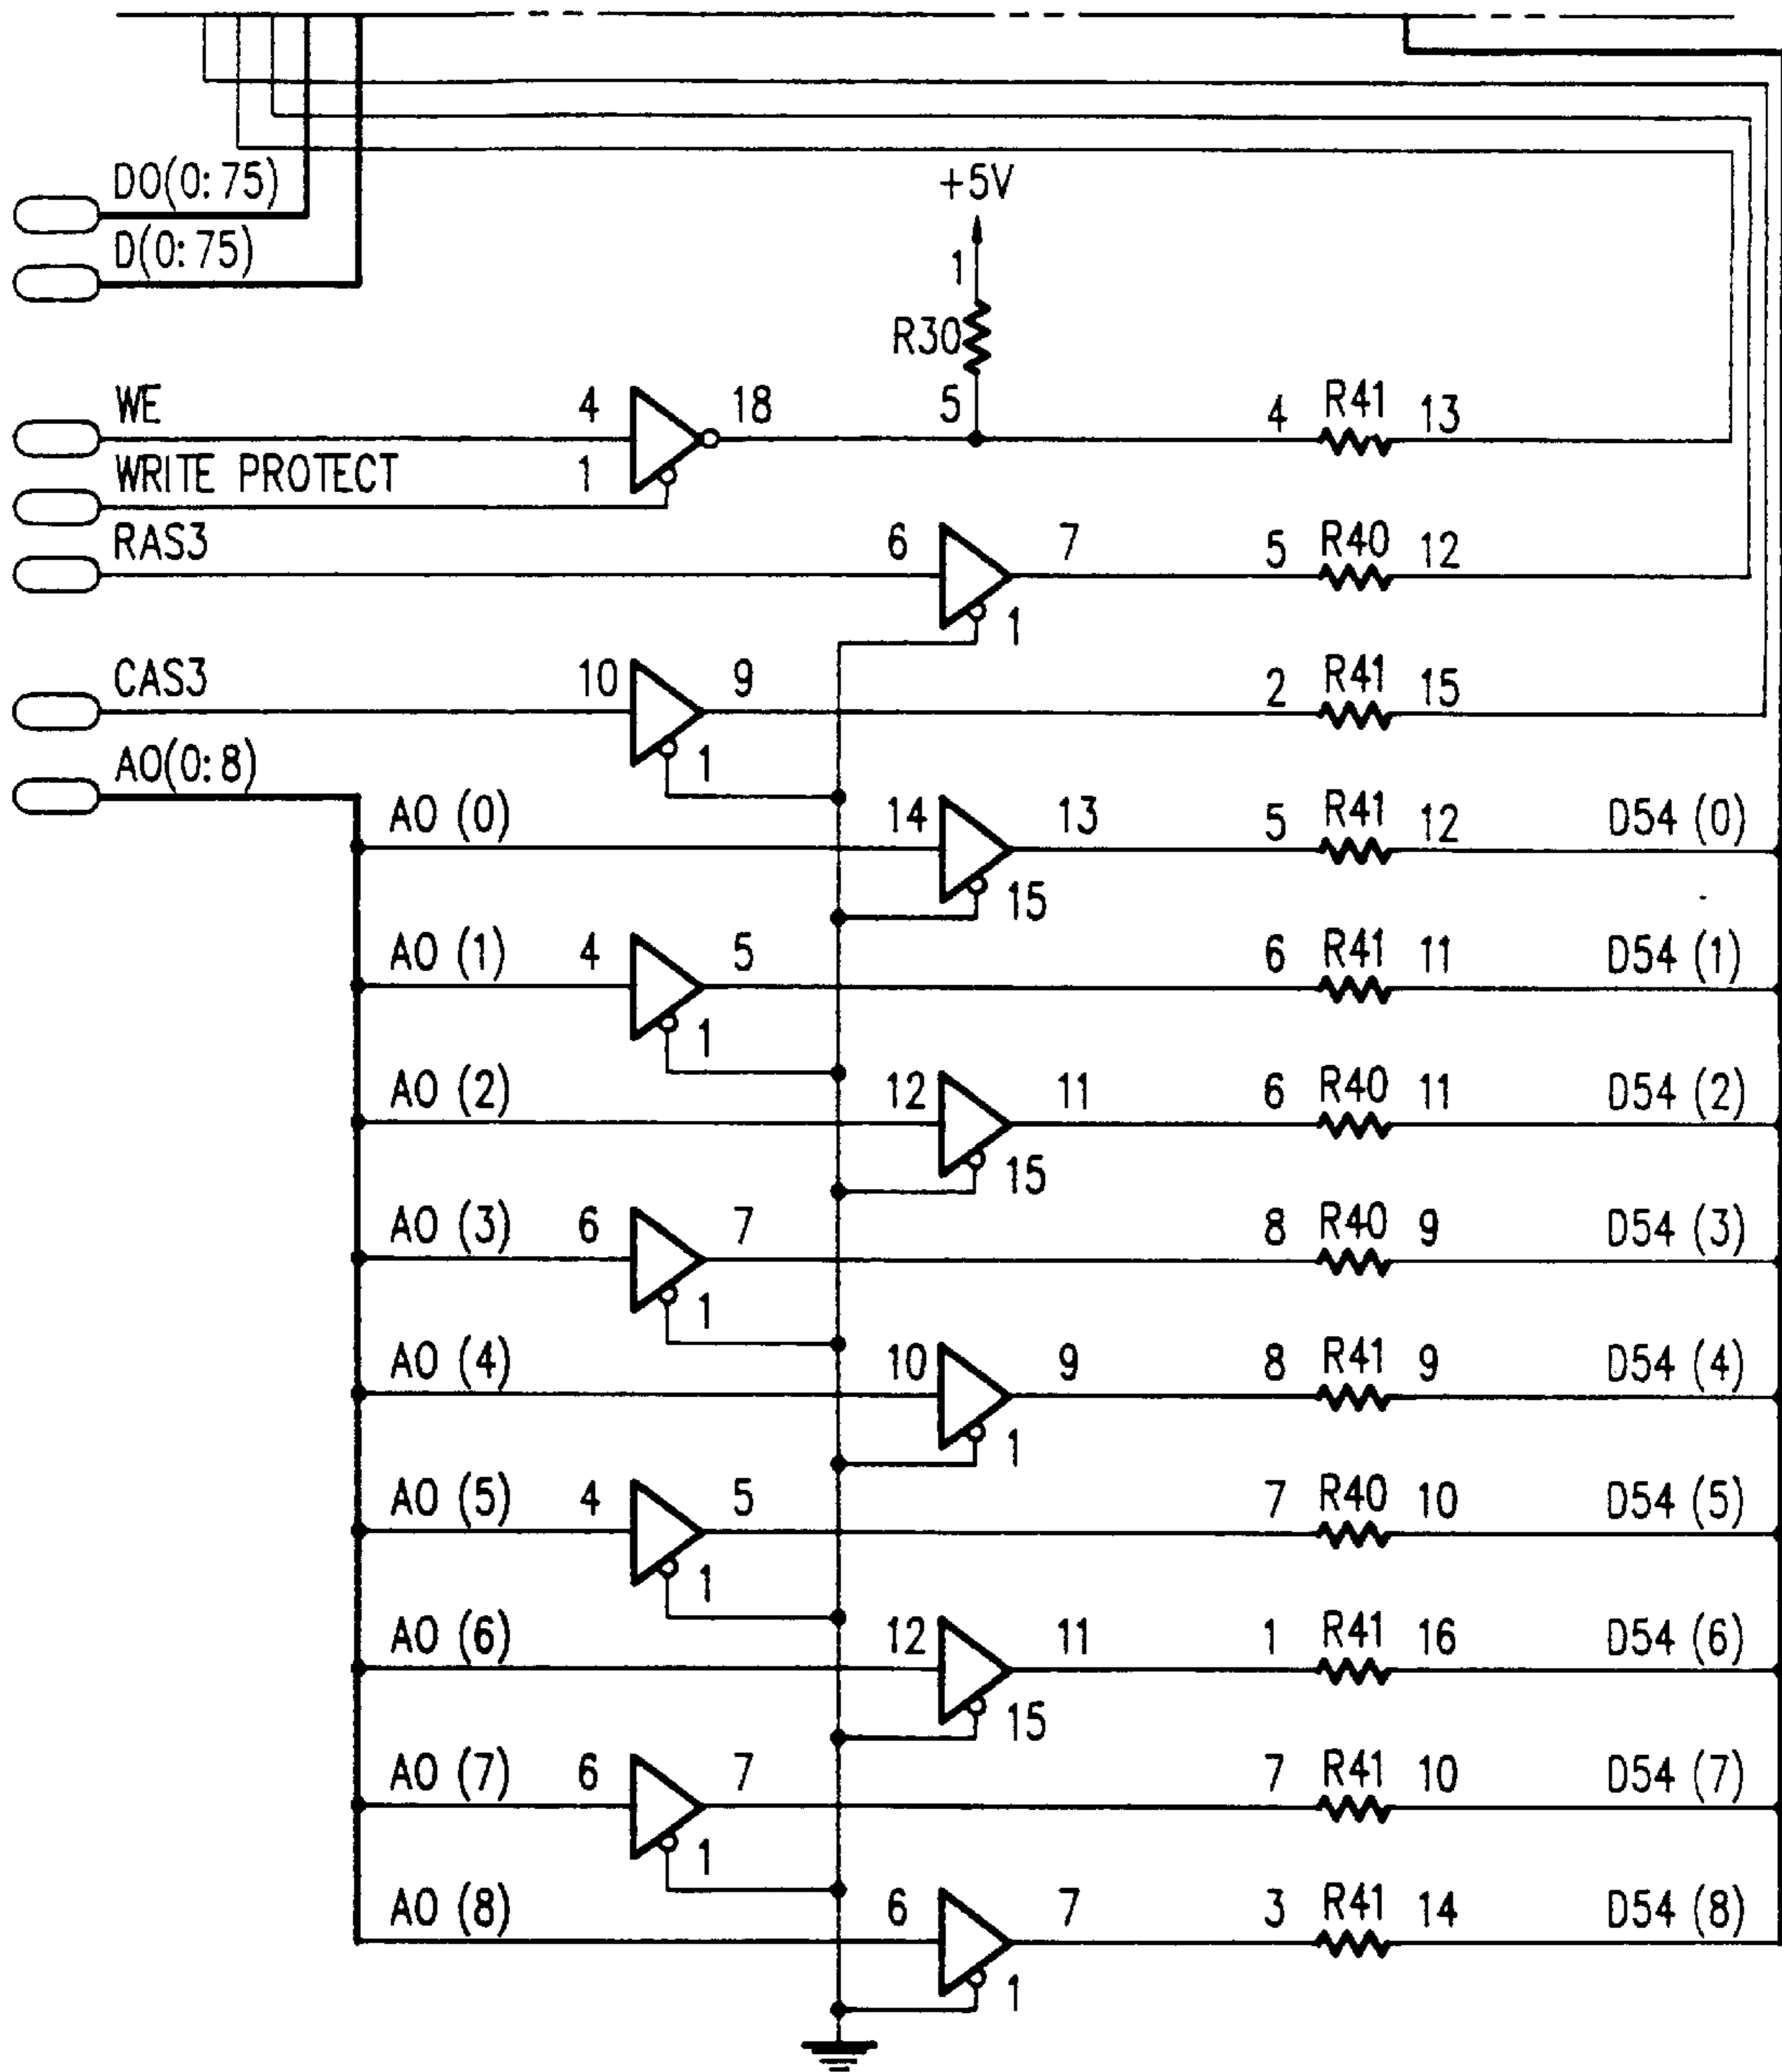 DO(0:75)
+5V
D(0:75)
1
R30
WE 4 18 5 4 R41 13
WRITE PROTECT 1
RAS3 6 7 5 R40 12
1
CAS3 10 9 2 R41 15
1
AO(0:8)
AO (0) 14 13 5 R41 12 D54 (0)
15
AO (1) 4 5 6 R41 11 D54 (1)
1
AO (2) 12 11 6 R40 11 D54 (2)
15
AO (3) 6 7 8 R40 9 D54 (3)
1
AO (4) 10 9 8 R41 9 D54 (4)
1
AO (5) 4 5 7 R40 10 D54 (5)
1
AO (6) 12 11 1 R41 16 D54 (6)
15
AO (7) 6 7 7 R41 10 D54 (7)
1
AO (8) 6 7 3 R41 14 D54 (8)
1